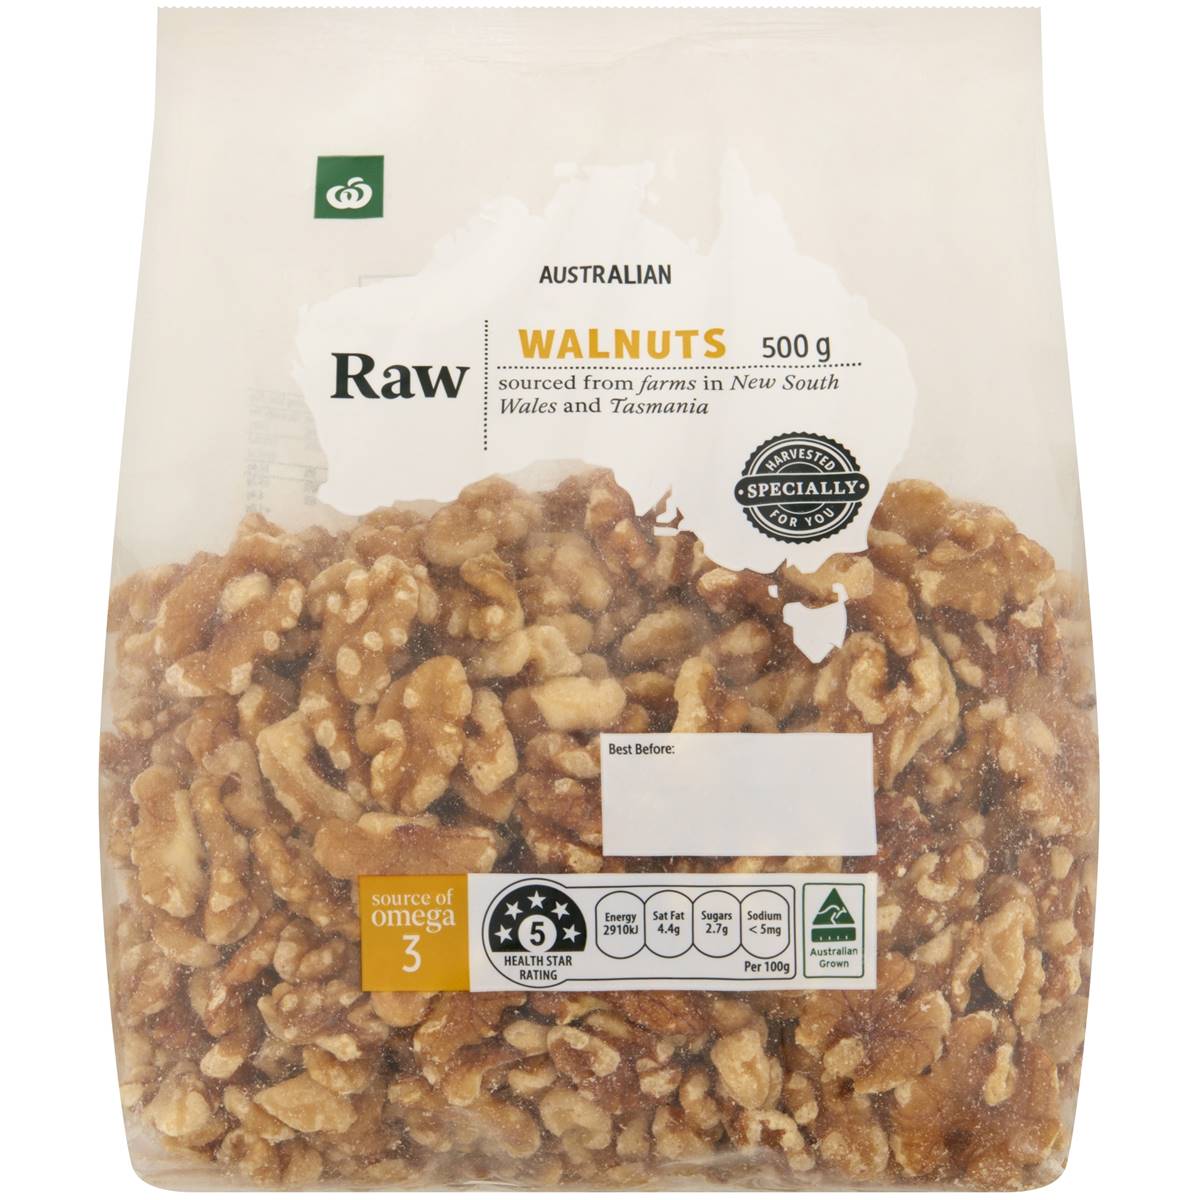 AUSTRALIAN
Raw
WALNUTS 500 g
sourced from farms in New South
Wales and Tasmania
HARVESTED
SPECIALLY
FOR YOU
Best Before:
source of
omega
3
5
HEALTH STAR
RATING
Energy
2910kJ
Sat Fat
4.4g
Sugars
2.7g
Sodium
< 5mg
Per 100g
Australian
Grown